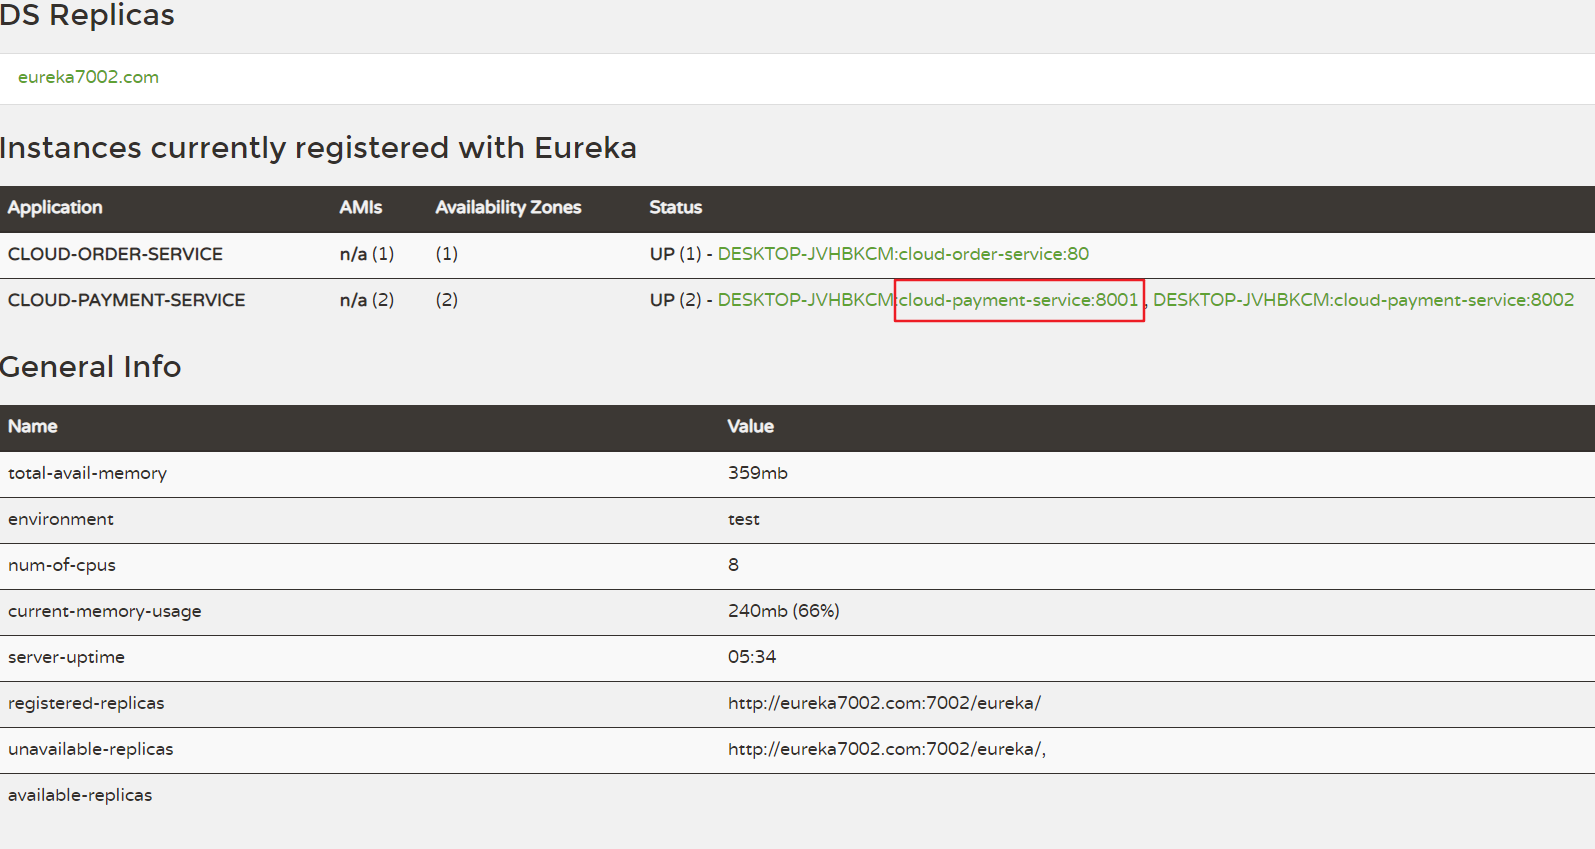 DS Replicas
eureka7002.com
Instances currently registered with Eureka
Application AMIs Availability Zones Status
CLOUD-ORDER-SERVICE n/a (1) (1) UP (1) - DESKTOP-JVHBKCM:cloud-order-service:80
CLOUD-PAYMENT-SERVICE n/a (2) (2) UP (2) - DESKTOP-JVHBKCM:cloud-payment-service:8001 , DESKTOP-JVHBKCM:cloud-payment-service:8002
General Info
Name Value
total-avail-memory 359mb
environment test
num-of-cpus 8
current-memory-usage 240mb (66%)
server-uptime 05:34
registered-replicas http://eureka7002.com:7002/eureka/
unavailable-replicas http://eureka7002.com:7002/eureka/,
available-replicas